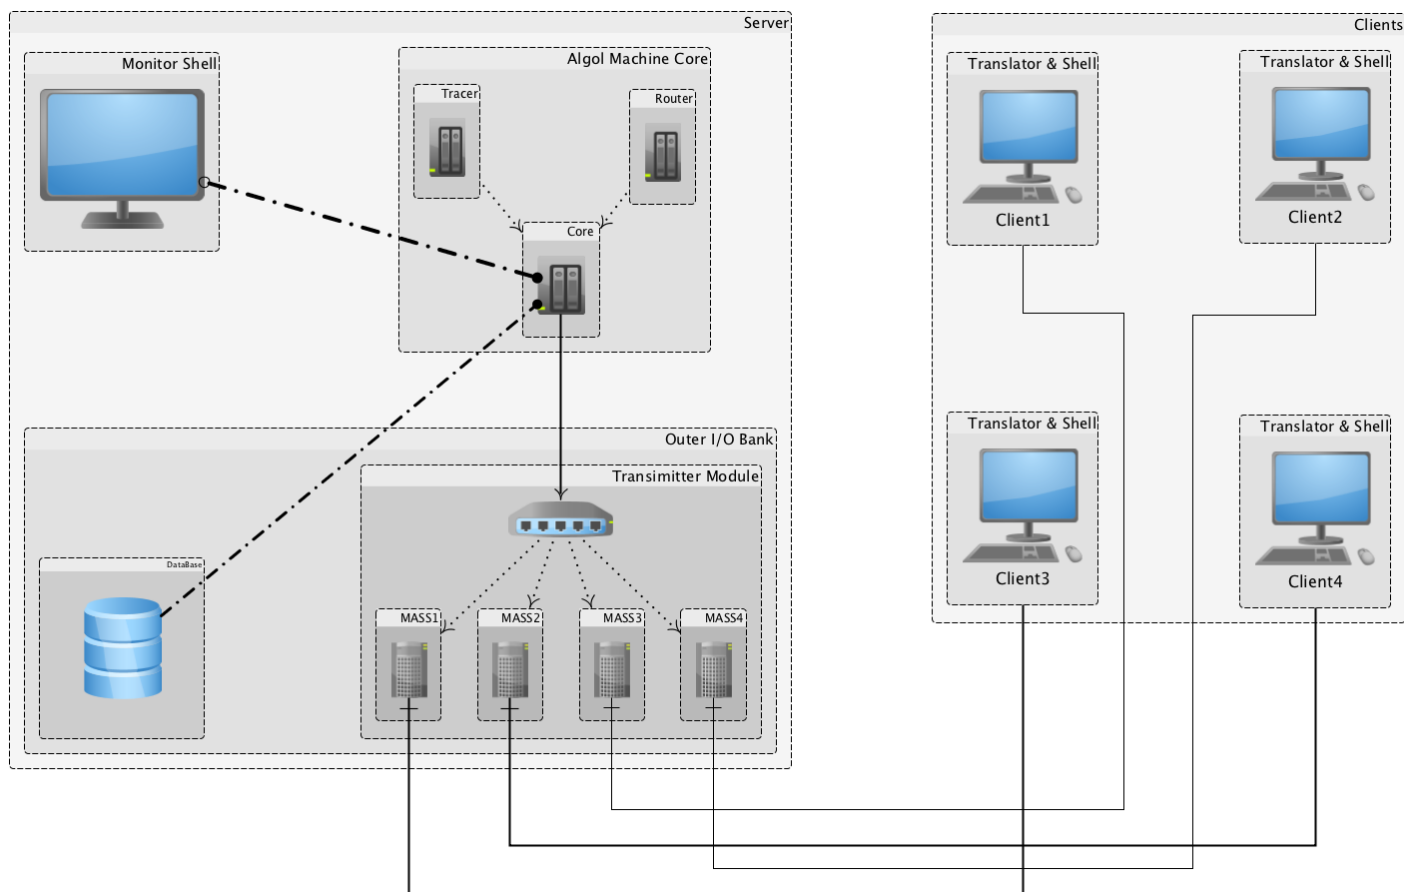 Server
Monitor Shell
Algol Machine Core
Tracer
Router
Core
Outer I/O Bank
Transimitter Module
DataBase
MASS1
MASS2
MASS3
MASS4
Clients
Translator & Shell
Client1
Translator & Shell
Client2
Translator & Shell
Client3
Translator & Shell
Client4